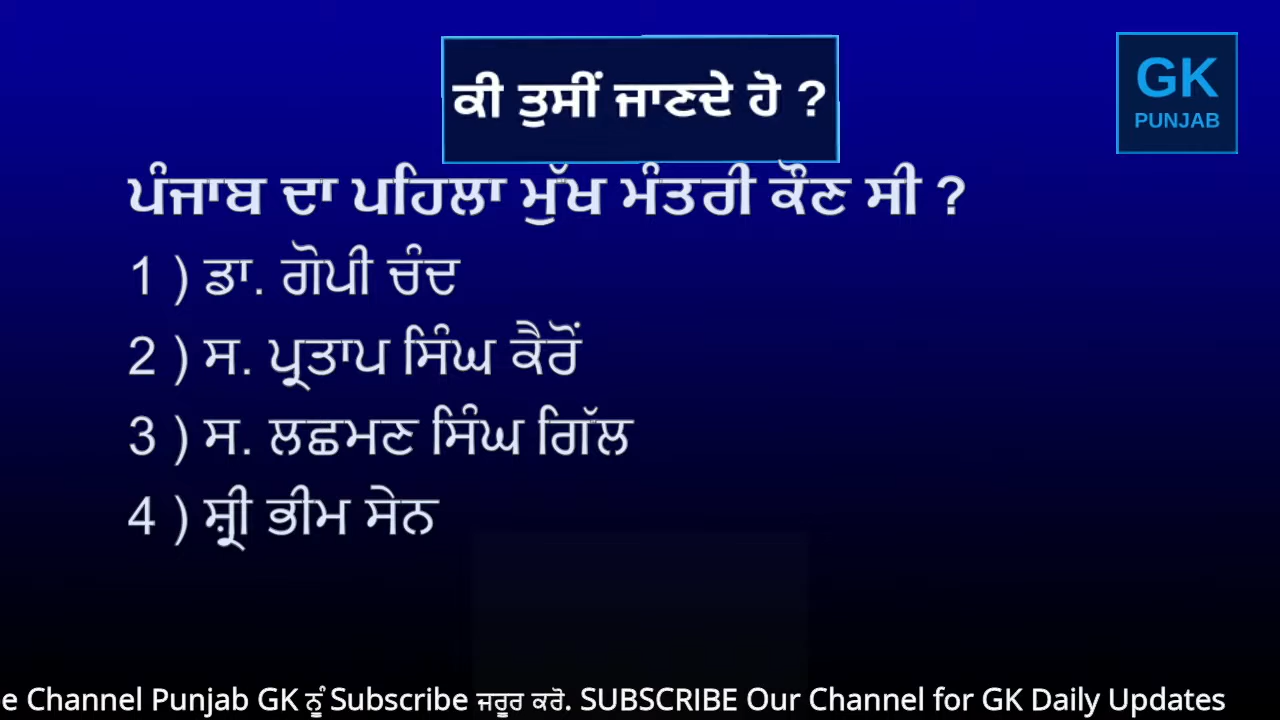 ਕੀ ਤੁਸੀਂ ਜਾਣਦੇ ਹੋ ?
GK
PUNJAB
ਪੰਜਾਬ ਦਾ ਪਹਿਲਾ ਮੁੱਖ ਮੰਤਰੀ ਕੌਣ ਸੀ ?
1 ) ਡਾ. ਗੋਪੀ ਚੰਦ
2 ) ਸ. ਪ੍ਰਤਾਪ ਸਿੰਘ ਕੈਰੋਂ
3 ) ਸ. ਲਛਮਣ ਸਿੰਘ ਗਿੱਲ
4 ) ਸ਼੍ਰੀ ਭੀਮ ਸੇਨ
e Channel Punjab GK ਨੂੰ Subscribe ਜਰੂਰ ਕਰੋ. SUBSCRIBE Our Channel for GK Daily Updates